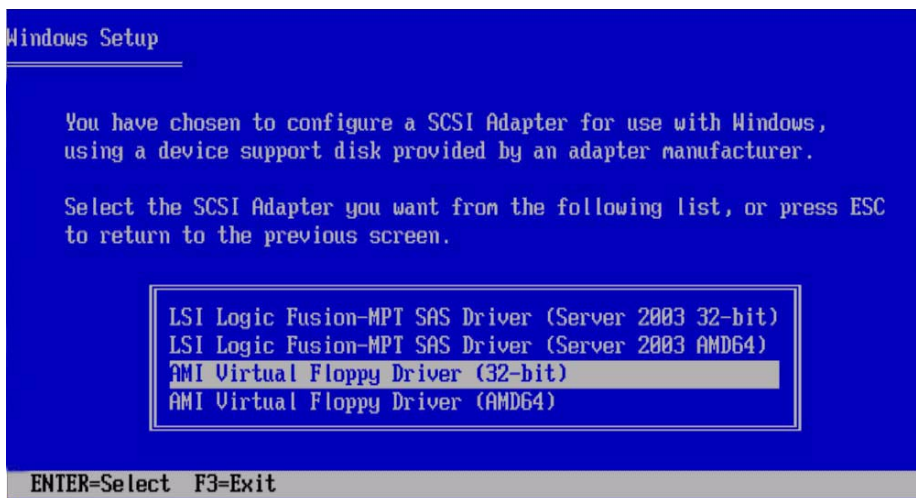 Windows Setup
You have chosen to configure a SCSI Adapter for use with Windows,
using a device support disk provided by an adapter manufacturer.
Select the SCSI Adapter you want from the following list, or press ESC
to return to the previous screen.
LSI Logic Fusion-MPT SAS Driver (Server 2003 32-bit)
LSI Logic Fusion-MPT SAS Driver (Server 2003 AMD64)
AMI Virtual Floppy Driver (32-bit)
AMI Virtual Floppy Driver (AMD64)
ENTER=Select F3=Exit